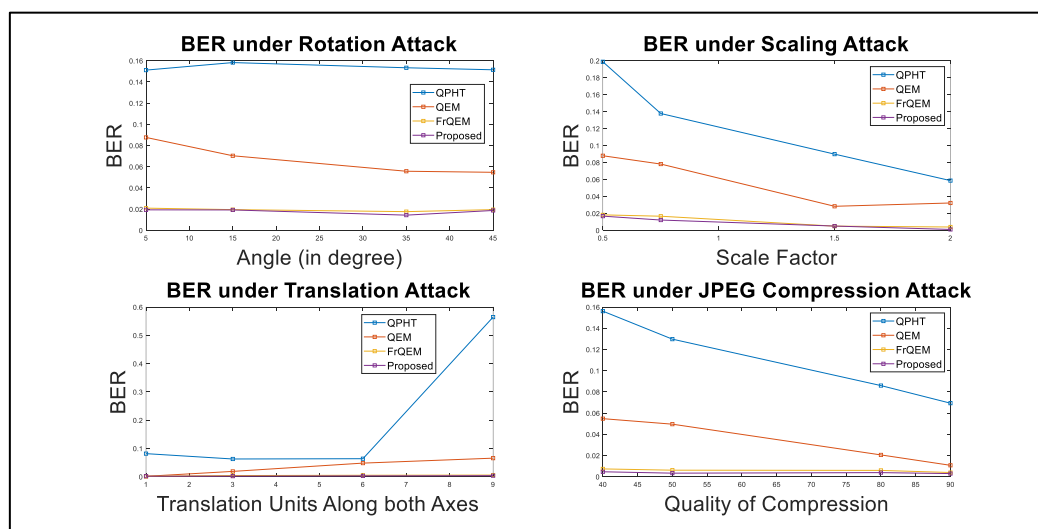 BER under Rotation Attack
0.16
0.14
0.12
0.1
0.08
0.06
0.04
0.02
0
BER
QPHT
QEM
FrQEM
Proposed
5 10 15 20 25 30 35 40 45
Angle (in degree)
BER under Scaling Attack
0.2
0.18
0.16
0.14
0.12
0.1
0.08
0.06
0.04
0.02
0
BER
QPHT
QEM
FrQEM
Proposed
0.5 1 1.5 2
Scale Factor
BER under Translation Attack
0.6
0.5
0.4
0.3
0.2
0.1
0
BER
QPHT
QEM
FrQEM
Proposed
1 2 3 4 5 6 7 8 9
Translation Units Along both Axes
BER under JPEG Compression Attack
0.16
0.14
0.12
0.1
0.08
0.06
0.04
0.02
0
BER
QPHT
QEM
FrQEM
Proposed
40 45 50 55 60 65 70 75 80 85 90
Quality of Compression